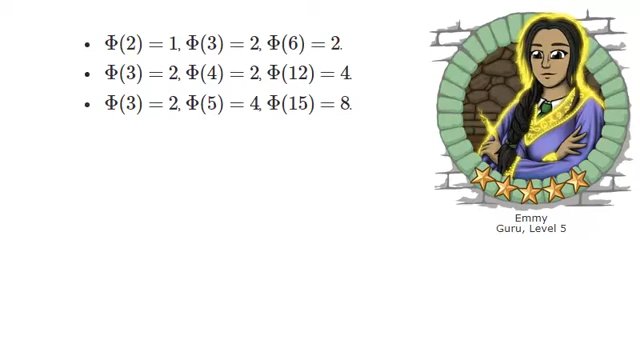 • Φ(2) = 1, Φ(3) = 2, Φ(6) = 2.
• Φ(3) = 2, Φ(4) = 2, Φ(12) = 4.
• Φ(3) = 2, Φ(5) = 4, Φ(15) = 8.
Emmy
Guru, Level 5